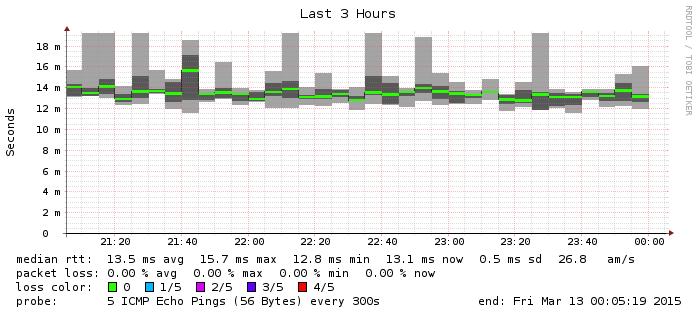 Last 3 Hours
RRDTOOL / TOBI OETIKER
Seconds
18 m
16 m
14 m
12 m
10 m
8 m
6 m
4 m
2 m
0
21:20 21:40 22:00 22:20 22:40 23:00 23:20 23:40 00:00
median rtt: 13.5 ms avg 15.7 ms max 12.8 ms min 13.1 ms now 0.5 ms sd 26.8 am/s
packet loss: 0.00 % avg 0.00 % max 0.00 % min 0.00 % now
loss color: 0 1/5 2/5 3/5 4/5
probe: 5 ICMP Echo Pings (56 Bytes) every 300s end: Fri Mar 13 00:05:19 2015